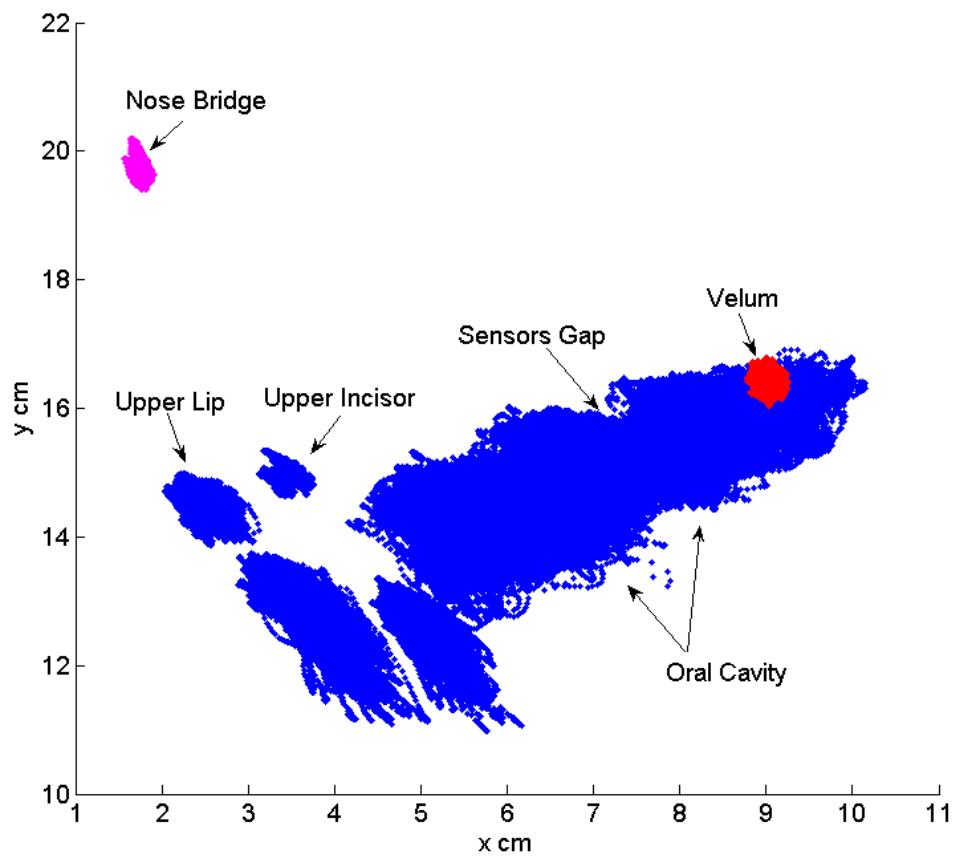 22
Nose Bridge
20
18
Velum
Sensors Gap
Upper Lip
Upper Incisor
16
y cm
14
Oral Cavity
12
10
1 2 3 4 5 6 7 8 9 10 11
x cm